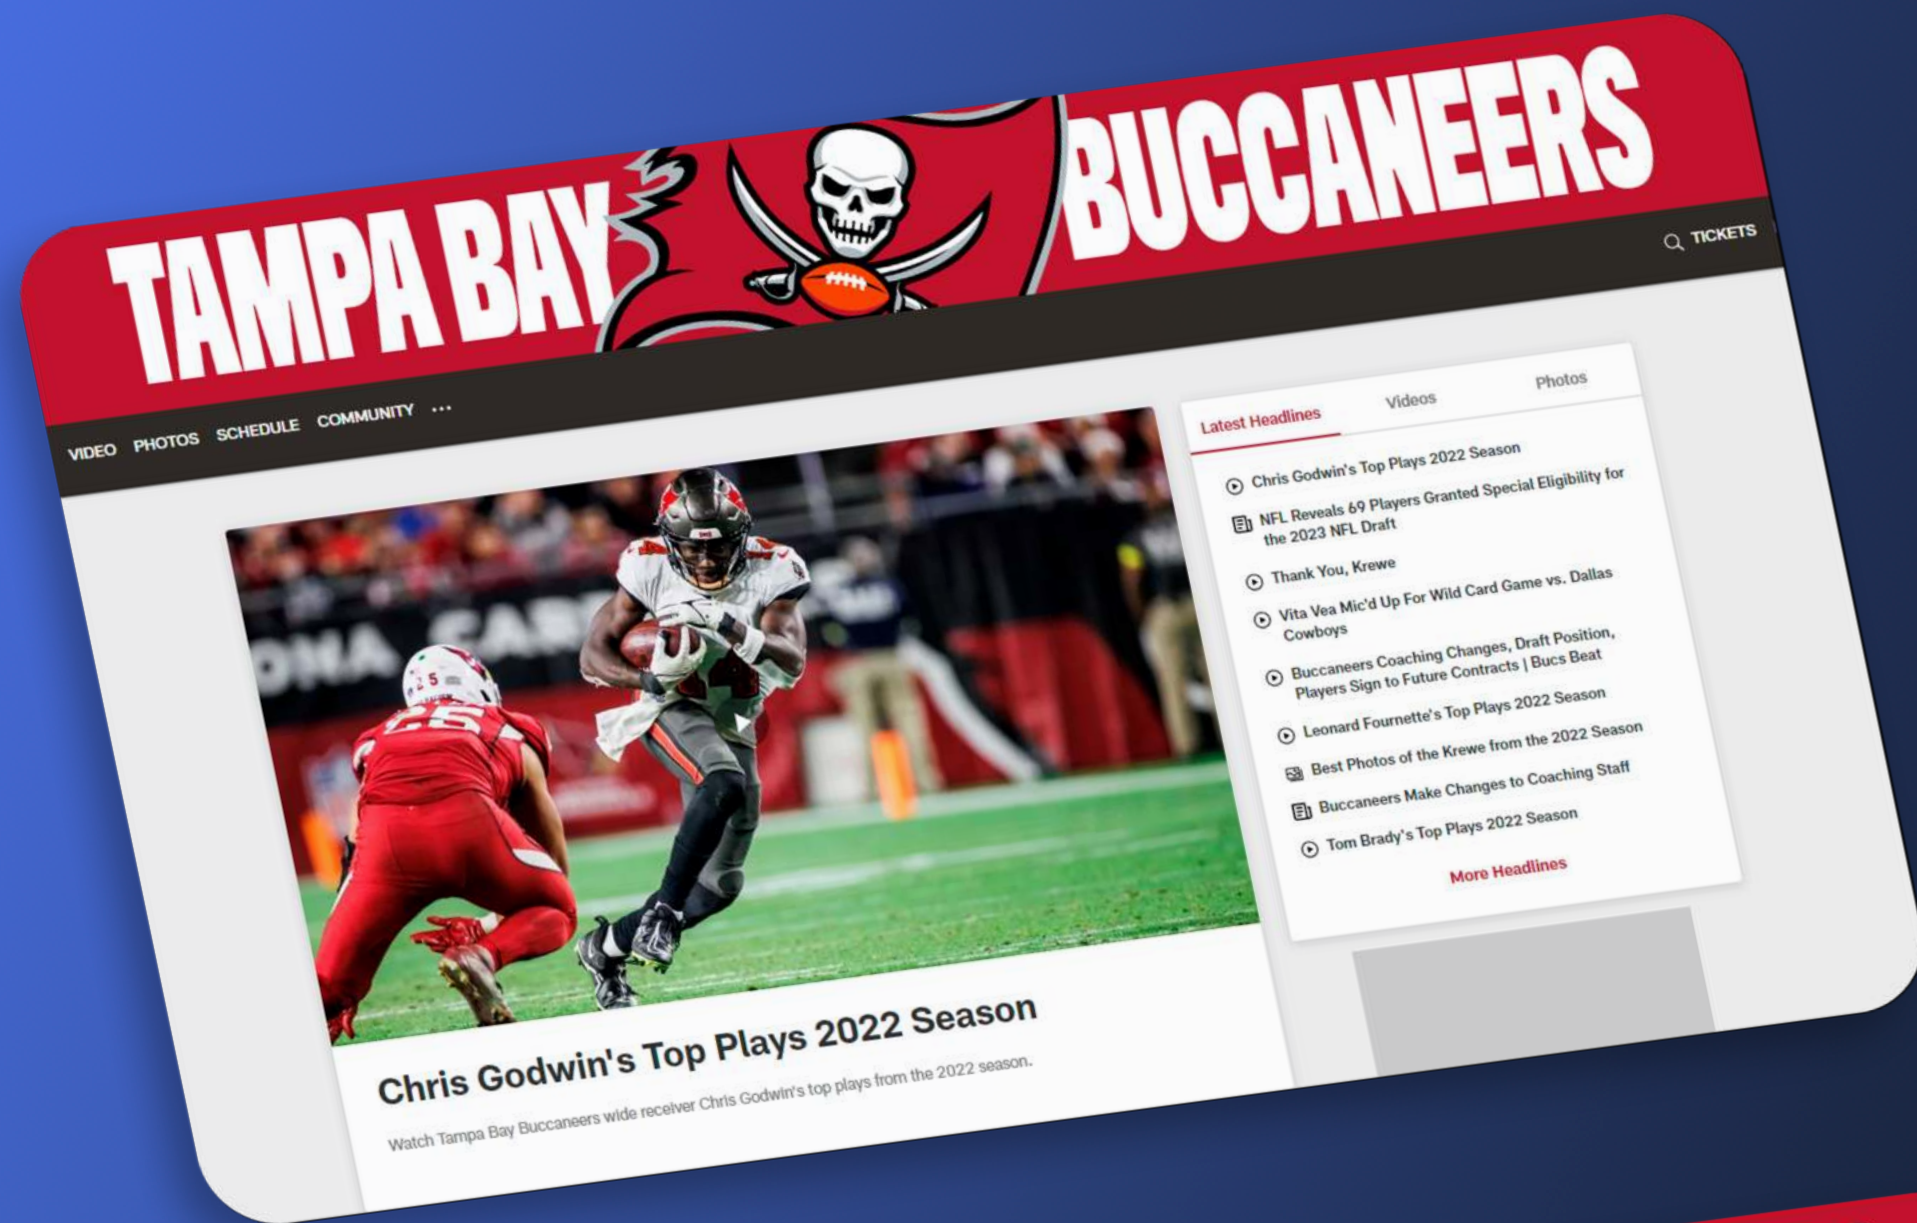 TAMPA BAY BUCCANEERS
TICKETS
VIDEO PHOTOS SCHEDULE COMMUNITY ...
Latest Headlines Videos Photos
Chris Godwin's Top Plays 2022 Season
NFL Reveals 69 Players Granted Special Eligibility for
the 2023 NFL Draft
Thank You, Krewe
Vita Vea Mic'd Up For Wild Card Game vs. Dallas
Cowboys
Buccaneers Coaching Changes, Draft Position,
Players Sign to Future Contracts | Bucs Beat
Leonard Fournette's Top Plays 2022 Season
Best Photos of the Krewe from the 2022 Season
Buccaneers Make Changes to Coaching Staff
Tom Brady's Top Plays 2022 Season
More Headlines
ONA CAR
25
25
14
Chris Godwin's Top Plays 2022 Season
Watch Tampa Bay Buccaneers wide receiver Chris Godwin's top plays from the 2022 season.